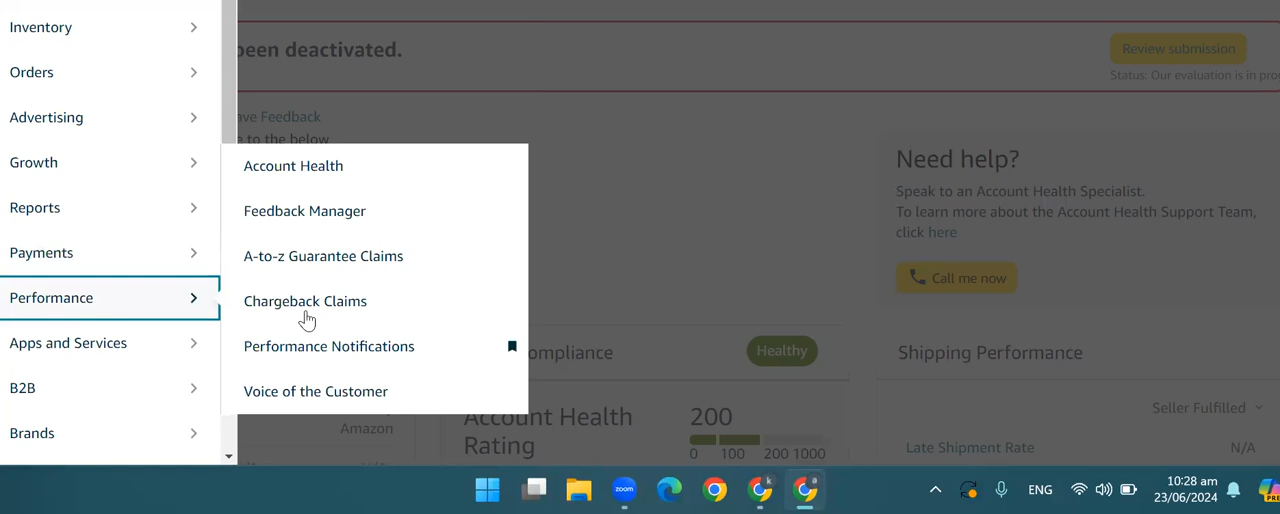 Inventory
Orders
Advertising
Growth
Reports
Payments
Performance
Apps and Services
B2B
Brands
Account Health
Feedback Manager
A-to-z Guarantee Claims
Chargeback Claims
Performance Notifications
Voice of the Customer
been deactivated.
Review submission
Status: Our evaluation is in
Feedback
e to the below
Need help?
Speak to an Account Health Specialist.
To learn more about the Account Health Support Team,
click here
Call me now
ompliance
Healthy
Shipping Performance
Account Health
Rating
200
0 100 200 1000
Amazon
Seller Fulfilled
Late Shipment Rate
N/A
zoom
k
a
ENG
10:28 am
23/06/2024
PRE